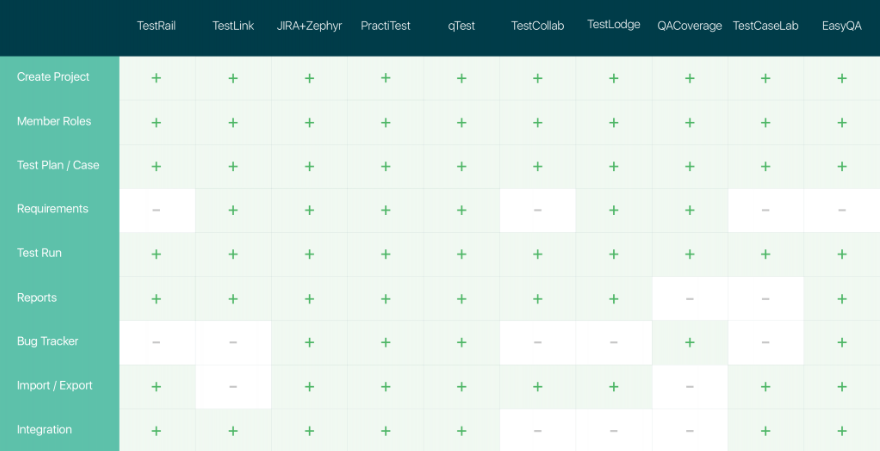 TestRail TestLink JIRA+Zephyr PractiTest qTest TestCollab TestLodge QACoverage TestCaseLab EasyQA
Create Project + + + + + + + + + +
Member Roles + + + + + + + + + +
Test Plan / Case + + + + + + + + + +
Requirements - + + + + - + + - -
Test Run + + + + + + + + + +
Reports + + + + + + + - - +
Bug Tracker - - + + + - - + - +
Import / Export + - + + + + + - + +
Integration + + + + + - - - + +